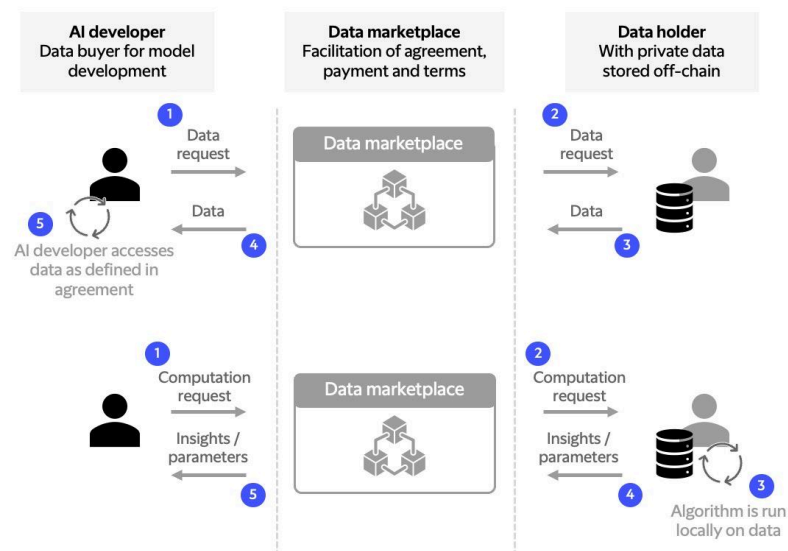 AI developer
Data buyer for model
development
Data marketplace
Facilitation of agreement,
payment and terms
Data holder
With private data
stored off-chain
1
Data
request
Data marketplace
2
Data
request
Data
4
Data
3
5
AI developer accesses
data as defined in
agreement
1
Computation
request
Data marketplace
2
Computation
request
Insights /
parameters
5
Insights /
parameters
4
3
Algorithm is run
locally on data